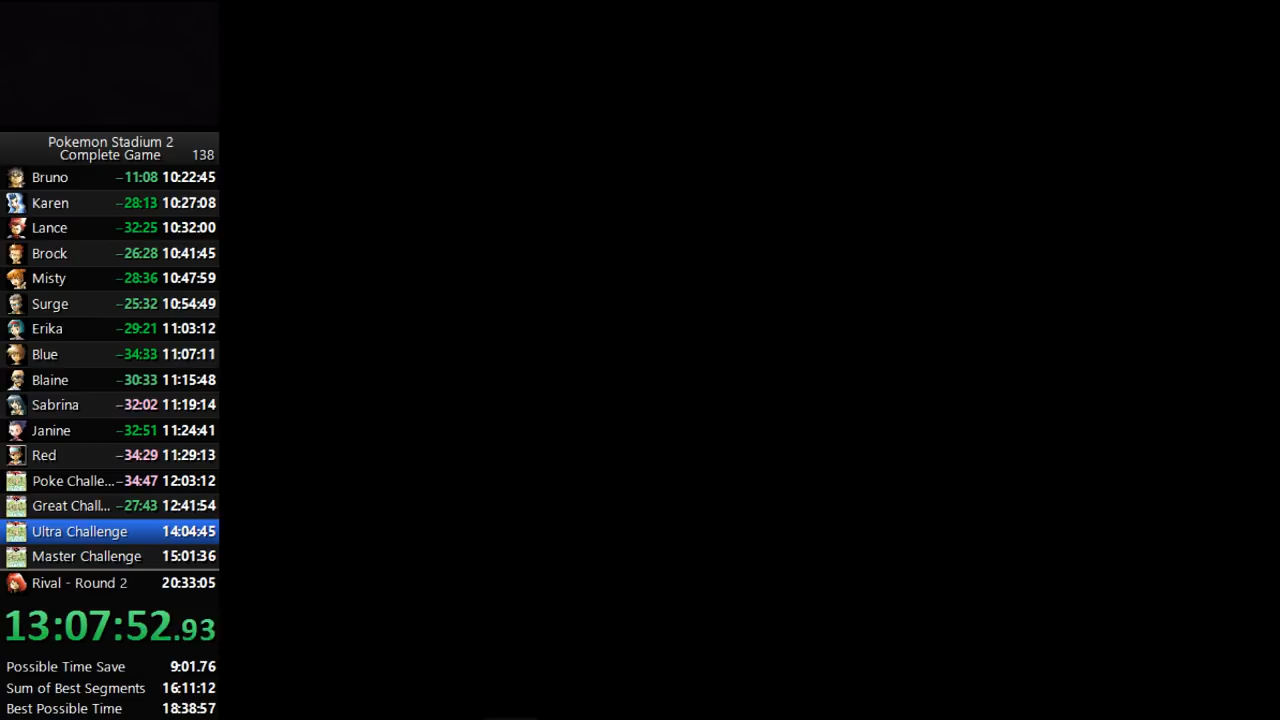 Pokemon Stadium 2
Complete Game 138
Bruno −11:08 10:22:45
Karen −28:13 10:27:08
Lance −32:25 10:32:00
Brock −26:28 10:41:45
Misty −28:36 10:47:59
Surge −25:32 10:54:49
Erika −29:21 11:03:12
Blue −34:33 11:07:11
Blaine −30:33 11:15:48
Sabrina −32:02 11:19:14
Janine −32:51 11:24:41
Red −34:29 11:29:13
Poke Challe... −34:47 12:03:12
Great Chall... −27:43 12:41:54
Ultra Challenge 14:04:45
Master Challenge 15:01:36
Rival - Round 2 20:33:05
13:07:52.93
Possible Time Save 9:01.76
Sum of Best Segments 16:11:12
Best Possible Time 18:38:57